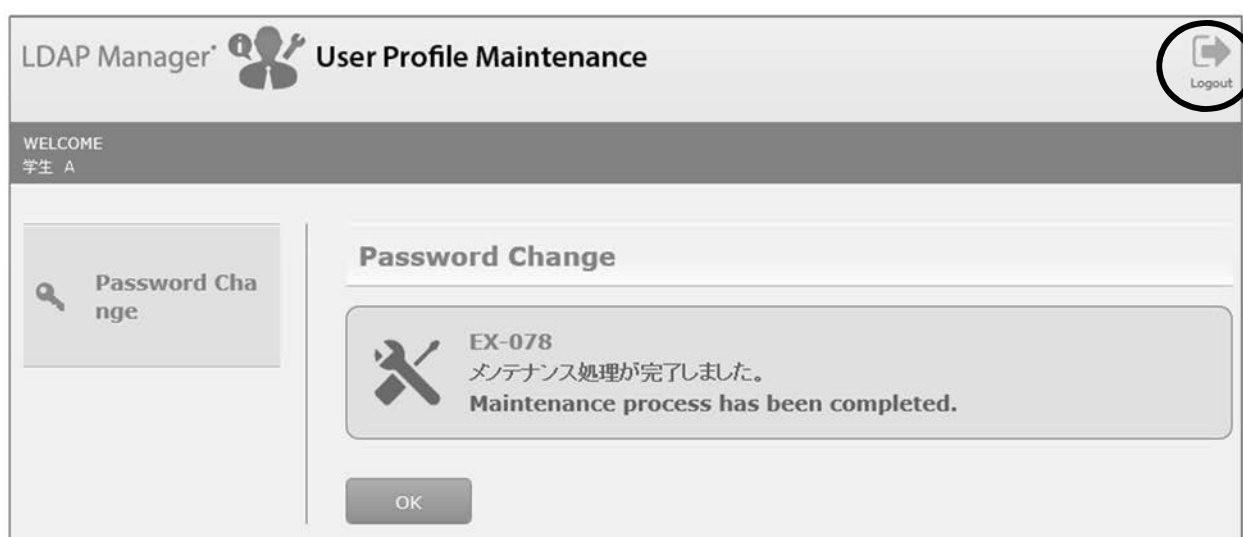 LDAP Manager User Profile Maintenance
Logout
WELCOME
学生 A
Password Cha
nge
Password Change
EX-078
メンテナンス処理が完了しました。
Maintenance process has been completed.
OK